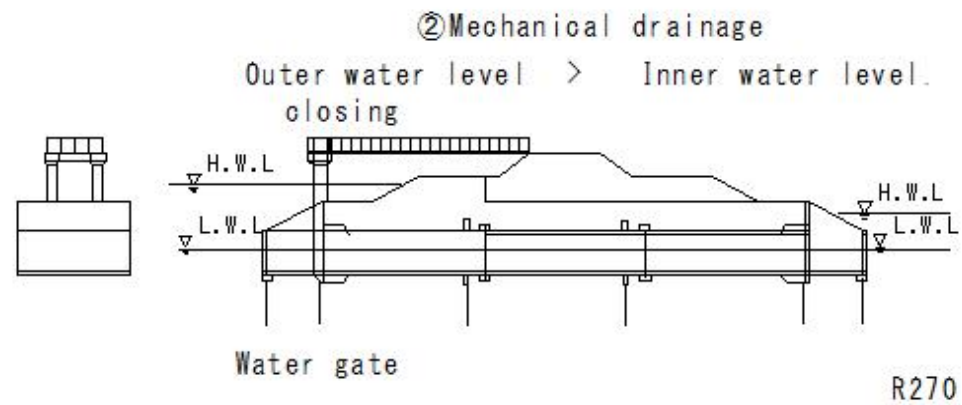 ②Mechanical drainage
Outer water level > Inner water level.
closing
H.W.L
H.W.L
L.W.L
L.W.L
Water gate
R270